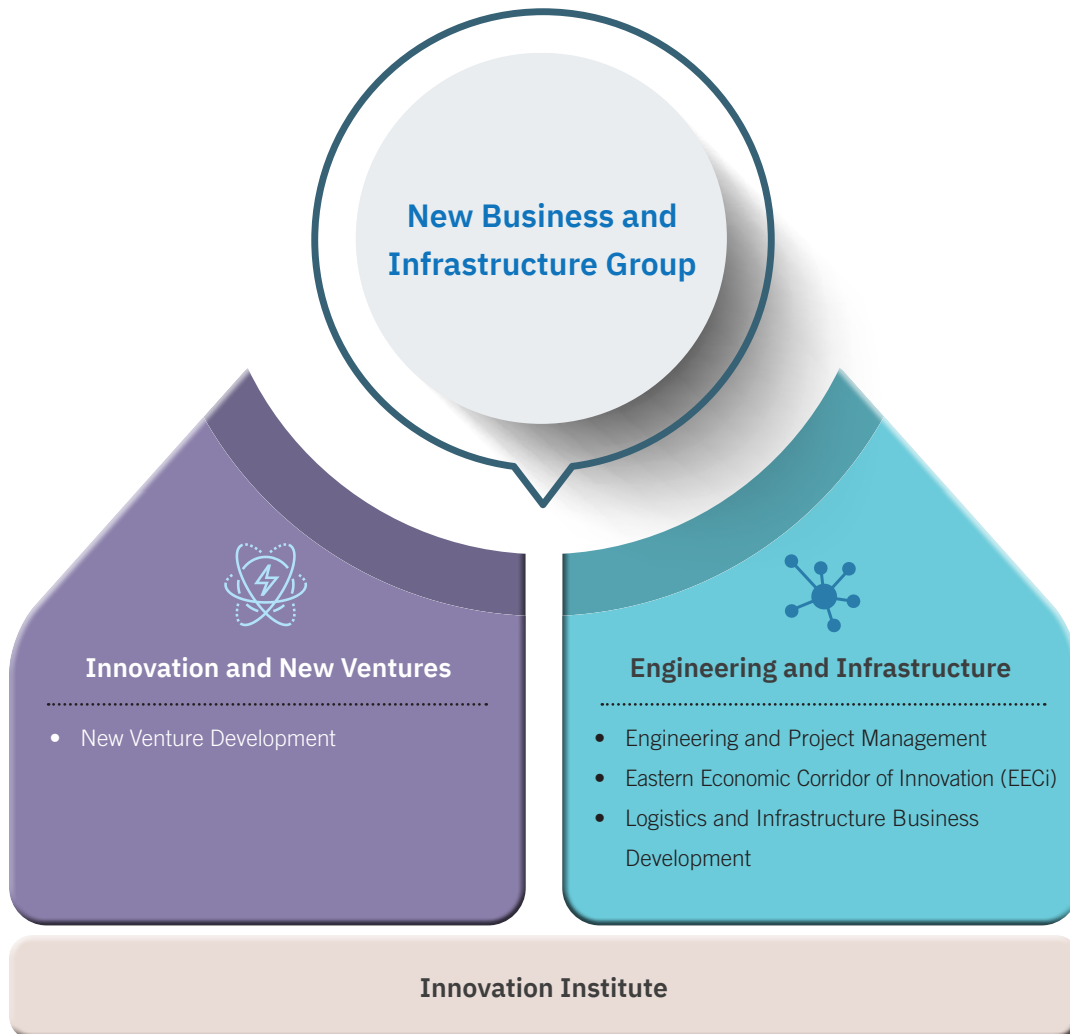 New Business and
Infrastructure Group
Innovation and New Ventures
• New Venture Development
Engineering and Infrastructure
• Engineering and Project Management
• Eastern Economic Corridor of Innovation (EECi)
• Logistics and Infrastructure Business
Development
Innovation Institute